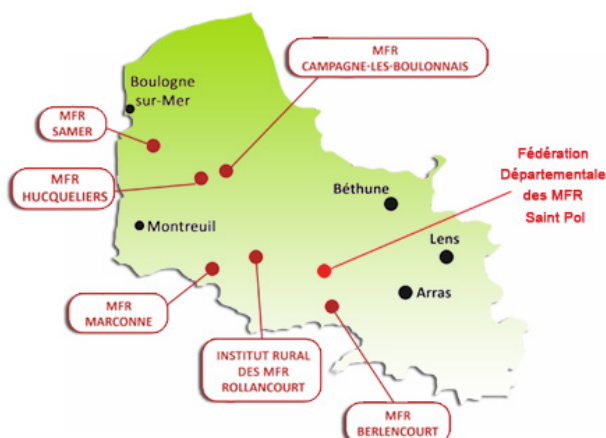 MFR
CAMPAGNE-LES-BOULONNAIS
Boulogne
sur-Mer
MFR
SAMER
MFR
HUCQUELIERS
Fédération
Départementale
des MFR
Saint Pol
Béthune
Montreuil
Lens
Arras
MFR
MARCONNE
INSTITUT RURAL
DES MFR
ROLLANCOURT
MFR
BERLENCOURT